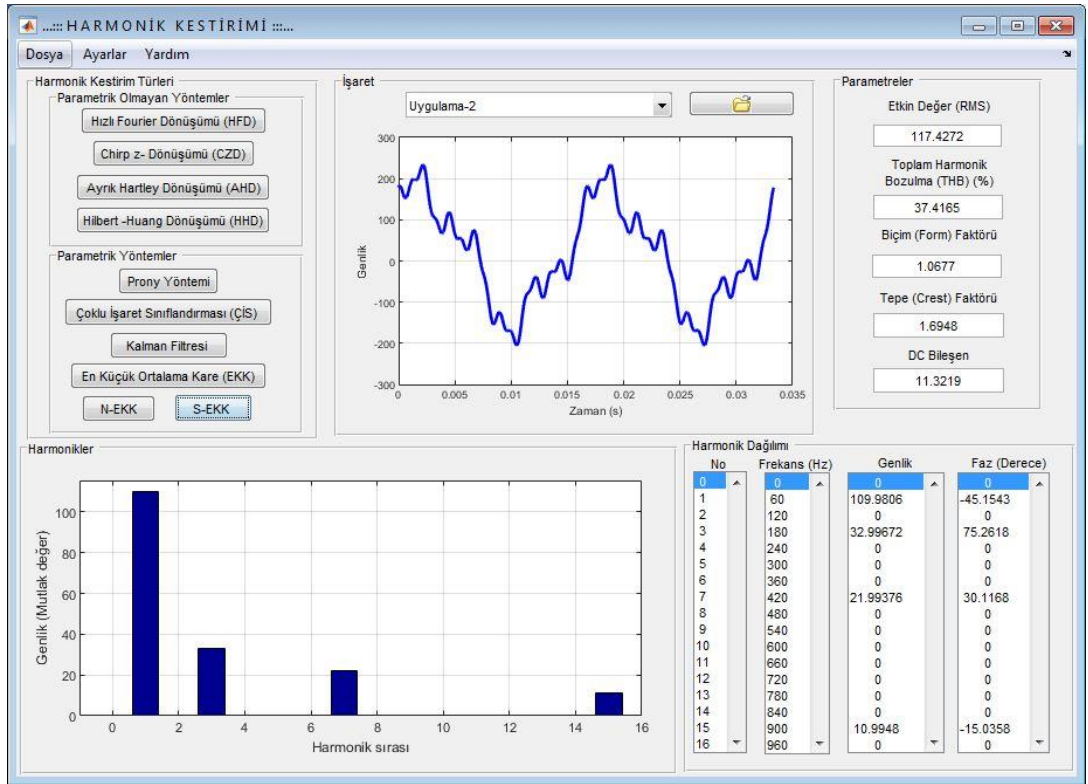 ...::: HARMONİK KESTİRİMİ :::...
Dosya Ayarlar Yardım
Harmonik Kestirim Türleri
Parametrik Olmayan Yöntemler
Hızlı Fourier Dönüşümü (HFD)
Chirp z- Dönüşümü (CZD)
Ayrık Hartley Dönüşümü (AHD)
Hilbert -Huang Dönüşümü (HHD)
Parametrik Yöntemler
Prony Yöntemi
Çoklu İşaret Sınıflandırması (ÇİS)
Kalman Filtresi
En Küçük Ortalama Kare (EKK)
N-EKK S-EKK
İşaret
Uygulama-2
300
200
100
0
-100
-200
-300
Genlik
0 0.005 0.01 0.015 0.02 0.025 0.03 0.035
Zaman (s)
Parametreler
Etkin Değer (RMS)
117.4272
Toplam Harmonik
Bozulma (THB) (%)
37.4165
Biçim (Form) Faktörü
1.0677
Tepe (Crest) Faktörü
1.6948
DC Bileşen
11.3219
Harmonikler
100
80
60
40
20
0
Genlik (Mutlak değer)
0 2 4 6 8 10 12 14 16
Harmonik sırası
Harmonik Dağılımı
No Frekans (Hz) Genlik Faz (Derece)
0 0 0 0
1 60 109.9806 -45.1543
2 120 0 0
3 180 32.99672 75.2618
4 240 0 0
5 300 0 0
6 360 0 0
7 420 21.99376 30.1168
8 480 0 0
9 540 0 0
10 600 0 0
11 660 0 0
12 720 0 0
13 780 0 0
14 840 0 0
15 900 10.9948 -15.0358
16 960 0 0